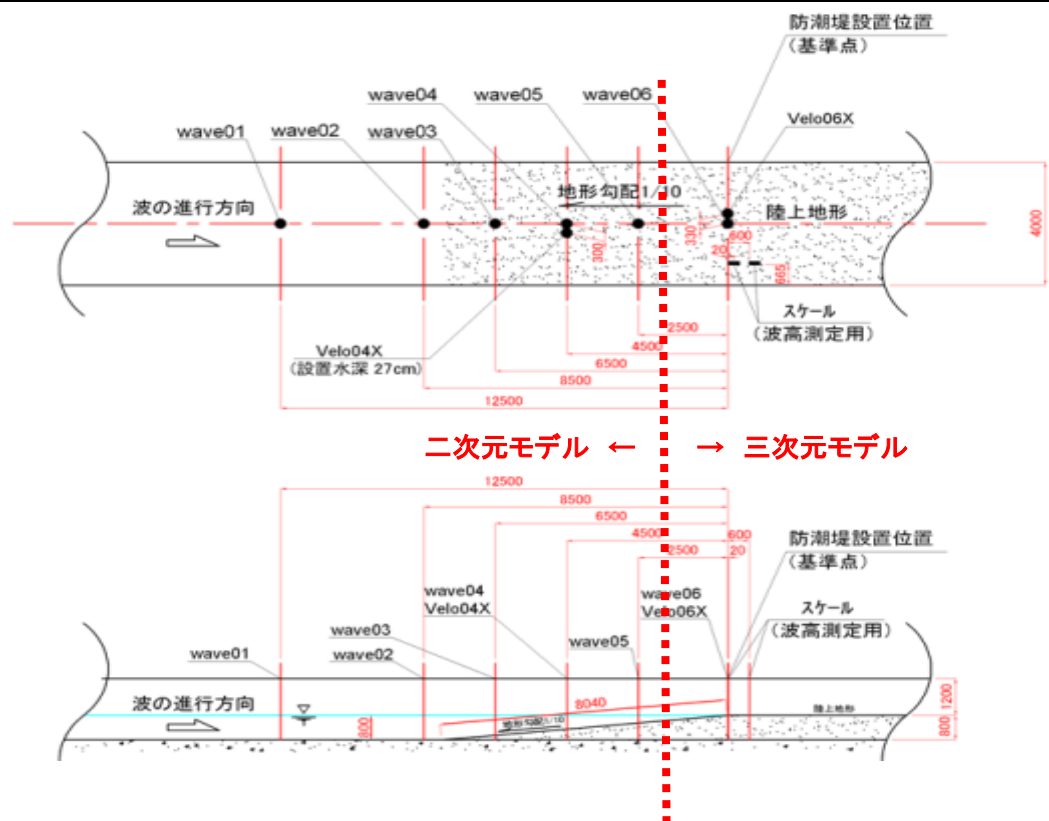 防潮堤設置位置
(基準点)
wave04
wave05
wave06
Velo06X
wave01
wave02
wave03
地形勾配1/10
波の進行方向
陸上地形
600
330
300
20
665
4000
スケール
(波高測定用)
Velo04X
(設置水深 27cm)
2500
4500
6500
8500
12500
二次元モデル ← → 三次元モデル
12500
8500
6500
4500
600
2500
20
防潮堤設置位置
(基準点)
wave04
Velo04X
wave06
Velo06X
スケール
(波高測定用)
wave03
wave05
wave01
wave02
波の進行方向
8040
地形勾配1/10
陸上地形
800
1200
800